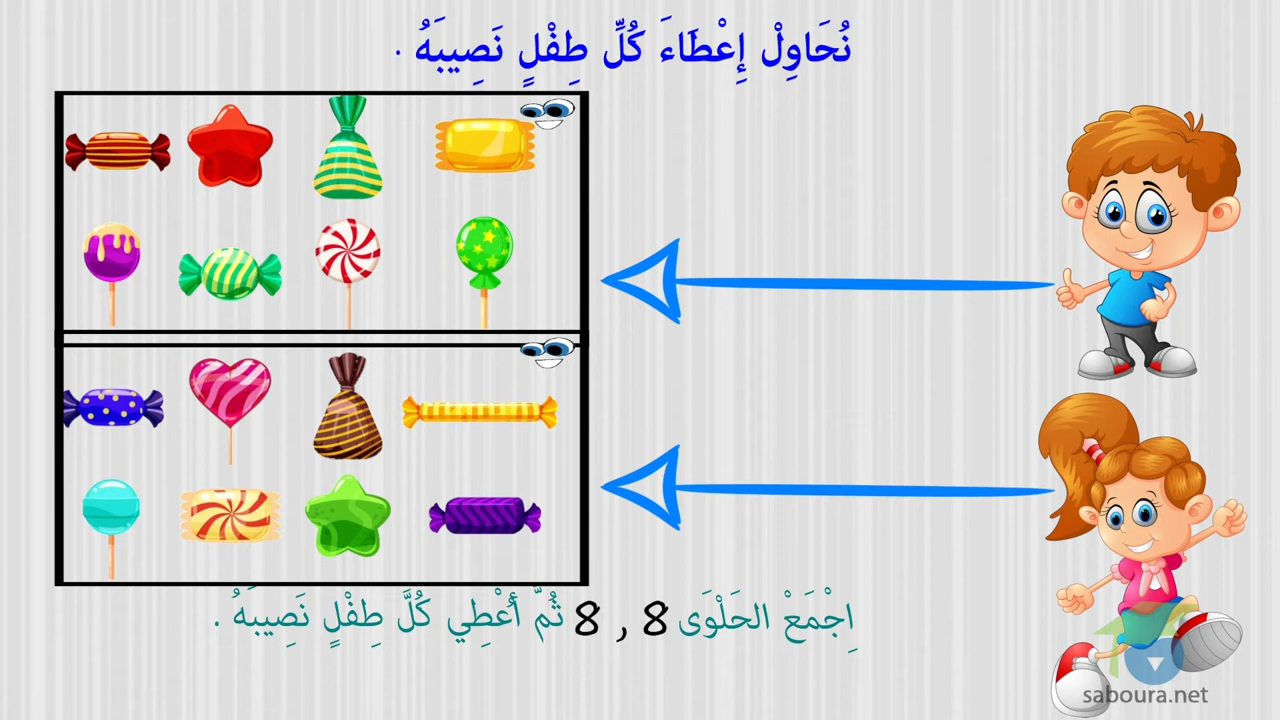 نُحَاوِلْ إِعْطَاءَ كُلِّ طِفْلٍ نَصِيبَهُ .
اِجْمَعْ الحَلْوَى 8 , 8 ثُمَّ أَعْطِي كُلَّ طِفْلٍ نَصِيبَهُ .
saboura.net